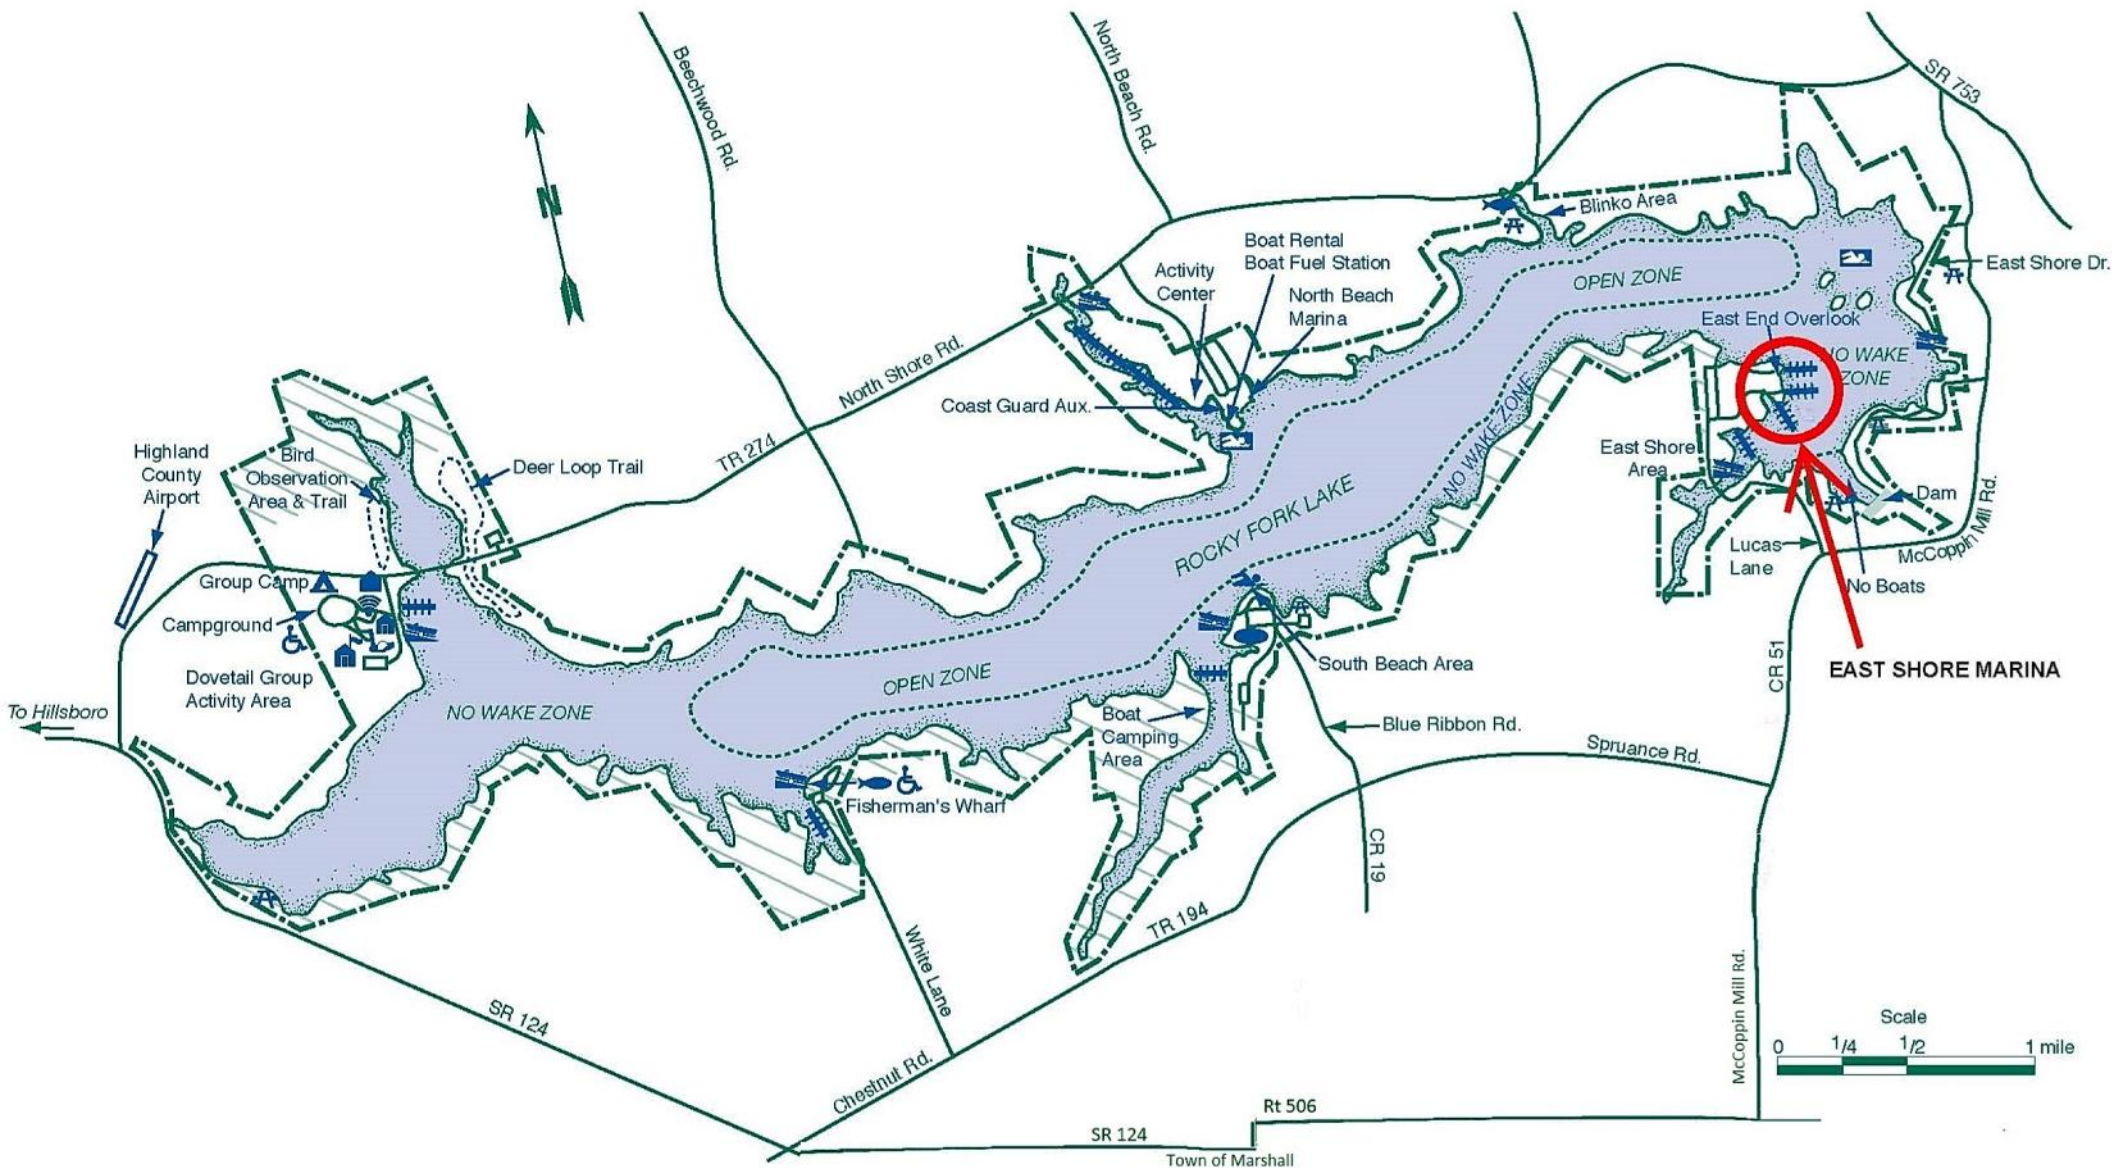 Beechwood Rd.
North Beach Rd.
SR 753
N
Blinko Area
Boat Rental
Boat Fuel Station
Activity
Center
North Beach
Marina
OPEN ZONE
East Shore Dr.
East End Overlook
NO WAKE
ZONE
North Shore Rd.
Coast Guard Aux.
TR 274
NO WAKE ZONE
East Shore
Area
Highland
County
Airport
Bird
Observation
Area & Trail
Deer Loop Trail
ROCKY FORK LAKE
Dam
McCoppin Mill Rd.
Lucas
Lane
No Boats
Group Camp
Campground
Dovetail Group
Activity Area
South Beach Area
CR 51
EAST SHORE MARINA
To Hillsboro
NO WAKE ZONE
OPEN ZONE
Boat
Camping
Area
Blue Ribbon Rd.
Spruance Rd.
Fisherman's Wharf
CR 19
White Lane
TR 194
SR 124
McCoppin Mill Rd.
Scale
0 1/4 1/2 1 mile
Chestnut Rd.
Rt 506
SR 124
Town of Marshall